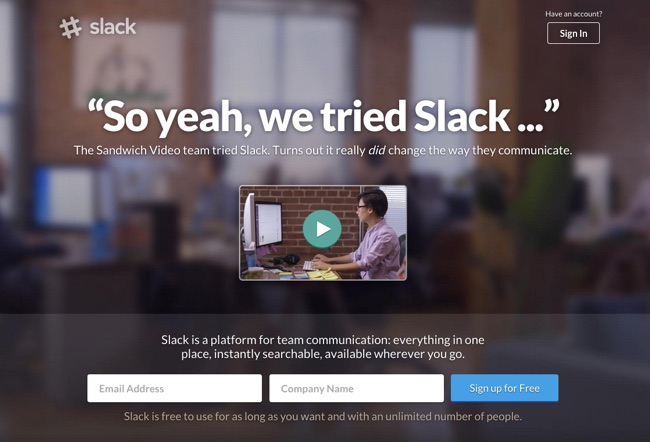 slack
Have an account?
Sign In
“So yeah, we tried Slack ...”
The Sandwich Video team tried Slack. Turns out it really did change the way they communicate.
Slack is a platform for team communication: everything in one
place, instantly searchable, available wherever you go.
Email Address
Company Name
Sign up for Free
Slack is free to use for as long as you want and with an unlimited number of people.